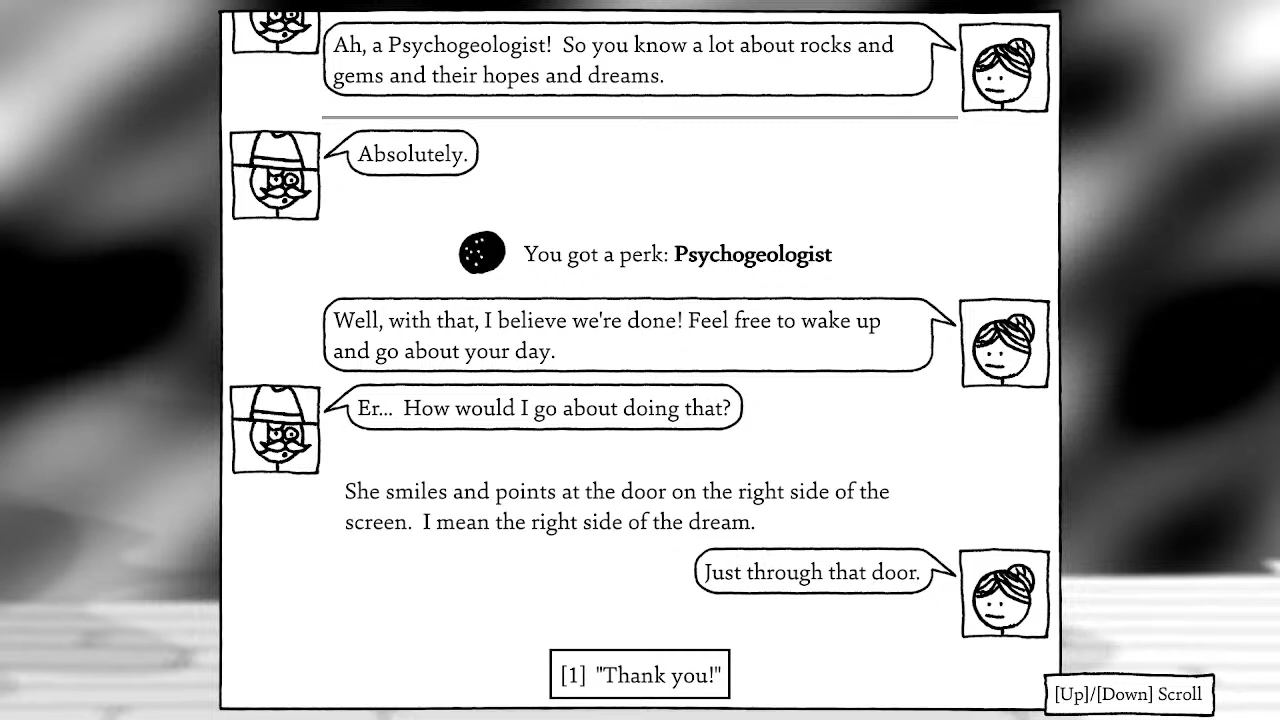 Ah, a Psychogeologist!  So you know a lot about rocks and
gems and their hopes and dreams.
Absolutely.
You got a perk: Psychogeologist
Well, with that, I believe we're done! Feel free to wake up
and go about your day.
Er...  How would I go about doing that?
She smiles and points at the door on the right side of the
screen.  I mean the right side of the dream.
Just through that door.
[1]  "Thank you!"
[Up]/[Down] Scroll